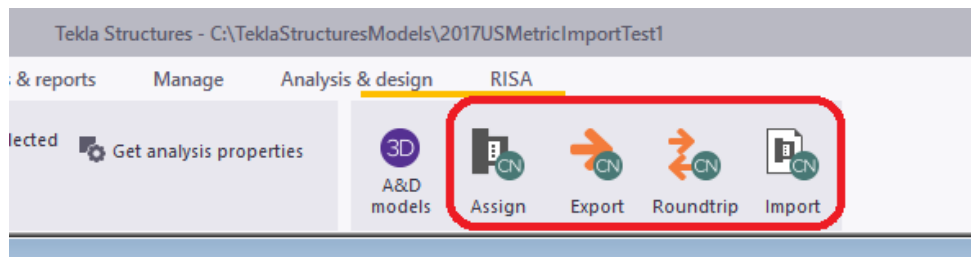 Tekla Structures - C:\TeklaStructuresModels\2017USMetricImportTest1
& reports Manage Analysis & design RISA
lected Get analysis properties
3D CN CN CN CN
A&D
models Assign Export Roundtrip Import